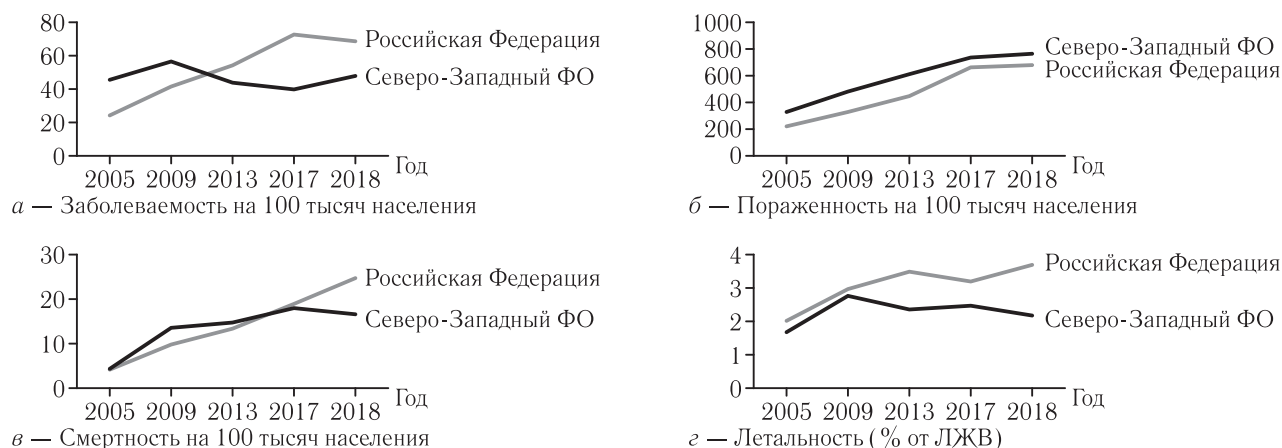 80
60
40
20
0
2005 2009 2013 2017 2018
Год
Российская Федерация
Северо-Западный ФО
а — Заболеваемость на 100 тысяч населения
1000
800
600
400
200
0
2005 2009 2013 2017 2018
Год
Северо-Западный ФО
Российская Федерация
б — Пораженность на 100 тысяч населения
30
20
10
0
2005 2009 2013 2017 2018
Год
Российская Федерация
Северо-Западный ФО
в — Смертность на 100 тысяч населения
4
3
2
1
0
2005 2009 2013 2017 2018
Год
Российская Федерация
Северо-Западный ФО
г — Летальность (% от ЛЖВ)